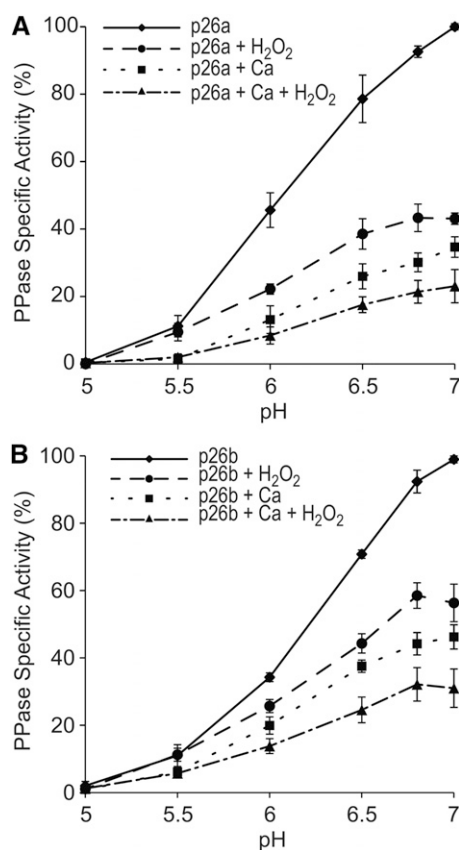 A
p26a
p26a + H₂O₂
p26a + Ca
p26a + Ca + H₂O₂
PPase Specific Activity (%)
100
80
60
40
20
0
5 5.5 6 6.5 7
pH
B
p26b
p26b + H₂O₂
p26b + Ca
p26b + Ca + H₂O₂
PPase Specific Activity (%)
100
80
60
40
20
0
5 5.5 6 6.5 7
pH